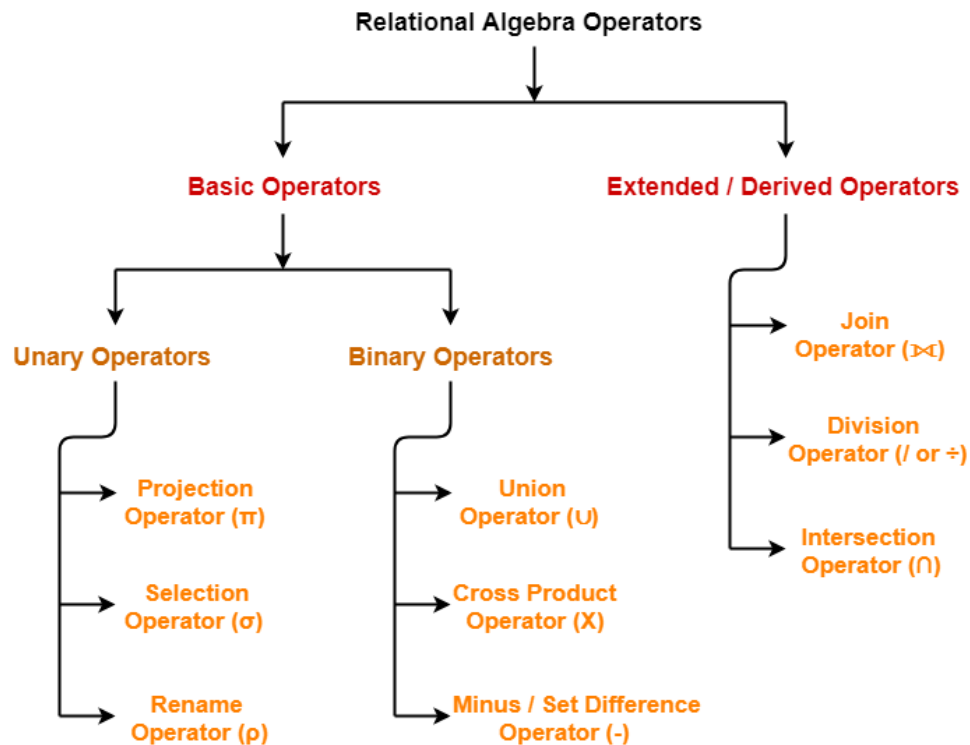 Relational Algebra Operators
Basic Operators
Extended / Derived Operators
Unary Operators
Binary Operators
Projection
Operator (π)
Selection
Operator (σ)
Rename
Operator (ρ)
Union
Operator (∪)
Cross Product
Operator (X)
Minus / Set Difference
Operator (-)
Join
Operator (⋈)
Division
Operator (/ or ÷)
Intersection
Operator (∩)